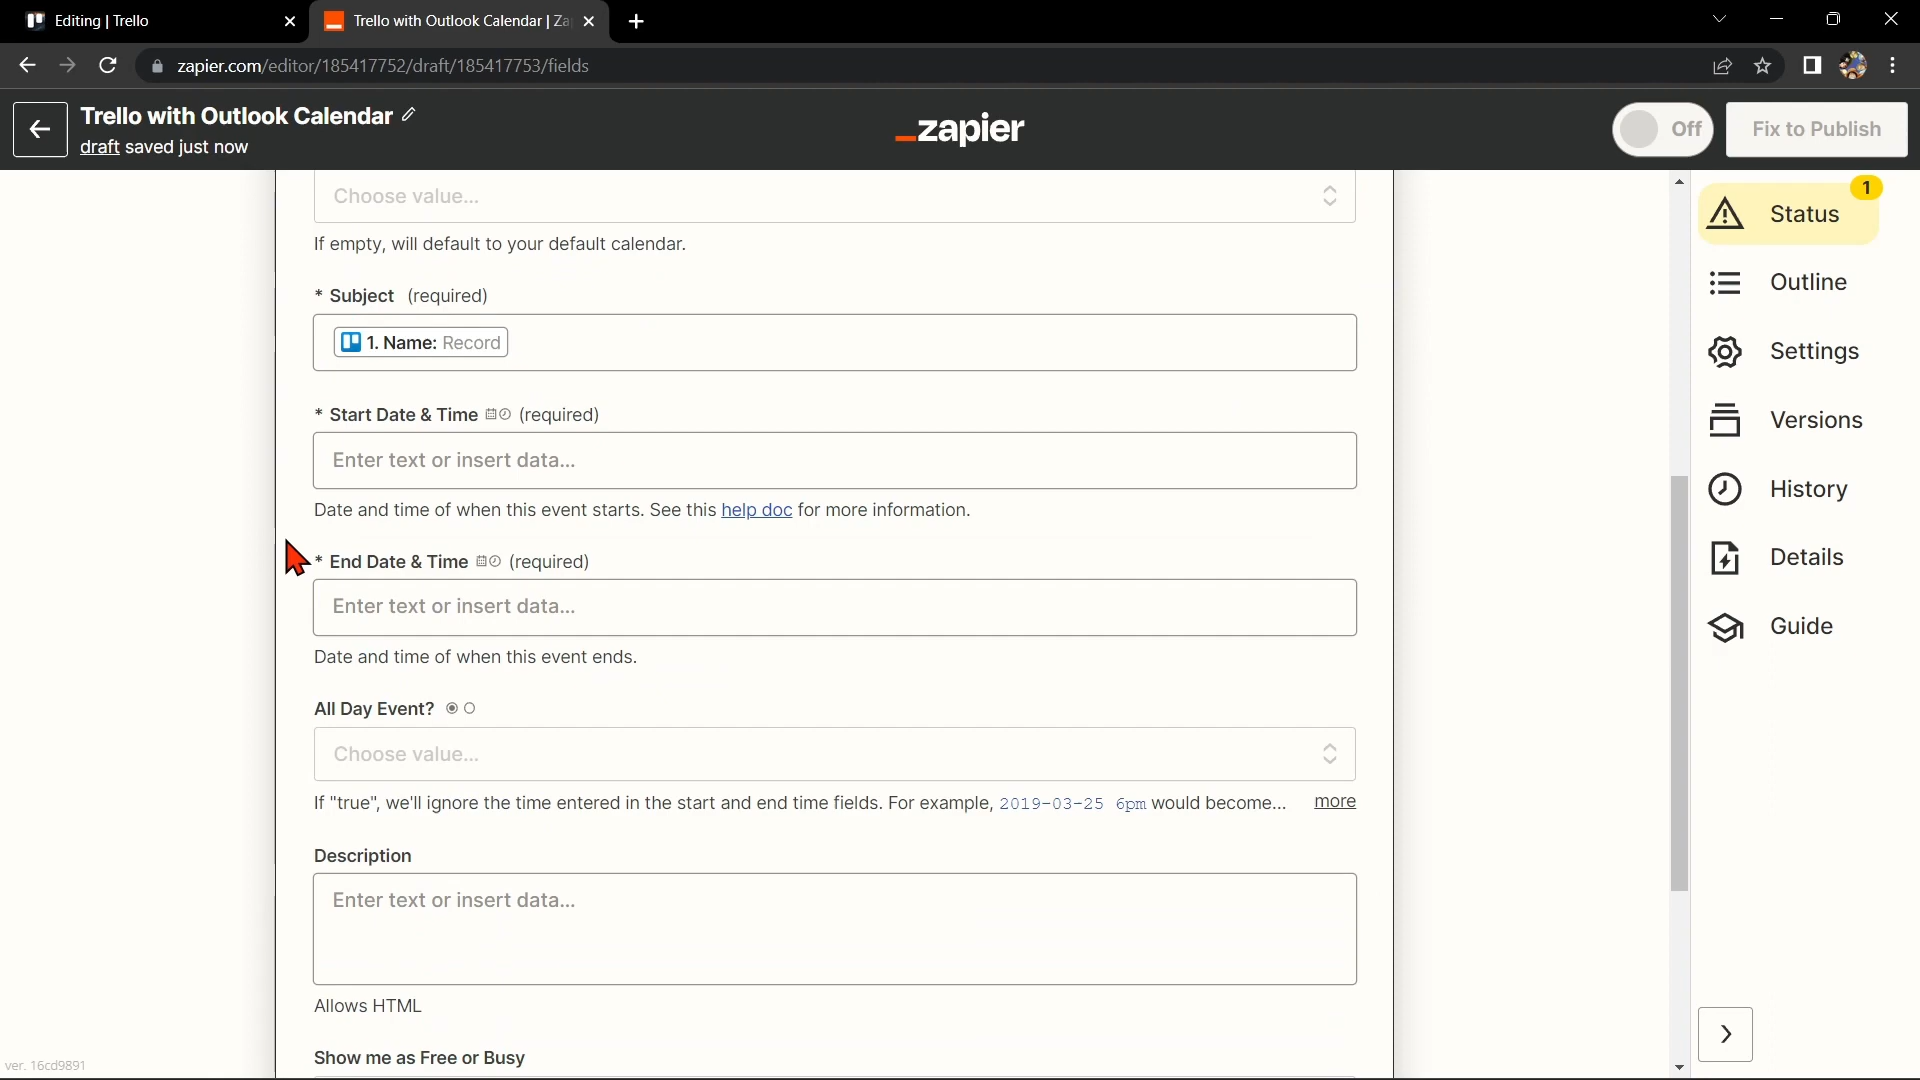 Editing | Trello
Trello with Outlook Calendar | Za
zapier.com/editor/185417752/draft/185417753/fields
Trello with Outlook Calendar
draft saved just now
_zapier
Off
Fix to Publish
Choose value...
If empty, will default to your default calendar.
* Subject (required)
1. Name: Record
* Start Date & Time (required)
Enter text or insert data...
Date and time of when this event starts. See this help doc for more information.
* End Date & Time (required)
Enter text or insert data...
Date and time of when this event ends.
All Day Event?
Choose value...
If "true", we'll ignore the time entered in the start and end time fields. For example, 2019-03-25 6pm would become... more
Description
Enter text or insert data...
Allows HTML
Show me as Free or Busy
1
Status
Outline
Settings
Versions
History
Details
Guide
ver. 16cd9891